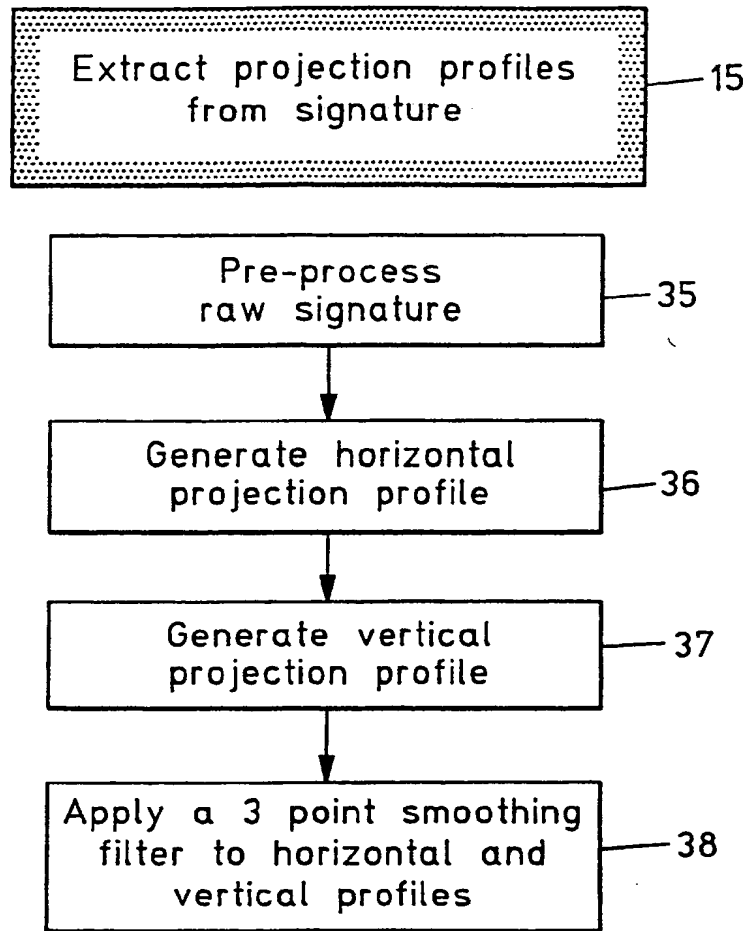 Extract projection profiles
from signature
15
Pre-process
raw signature
35
Generate horizontal
projection profile
36
Generate vertical
projection profile
37
Apply a 3 point smoothing
filter to horizontal and
vertical profiles
38